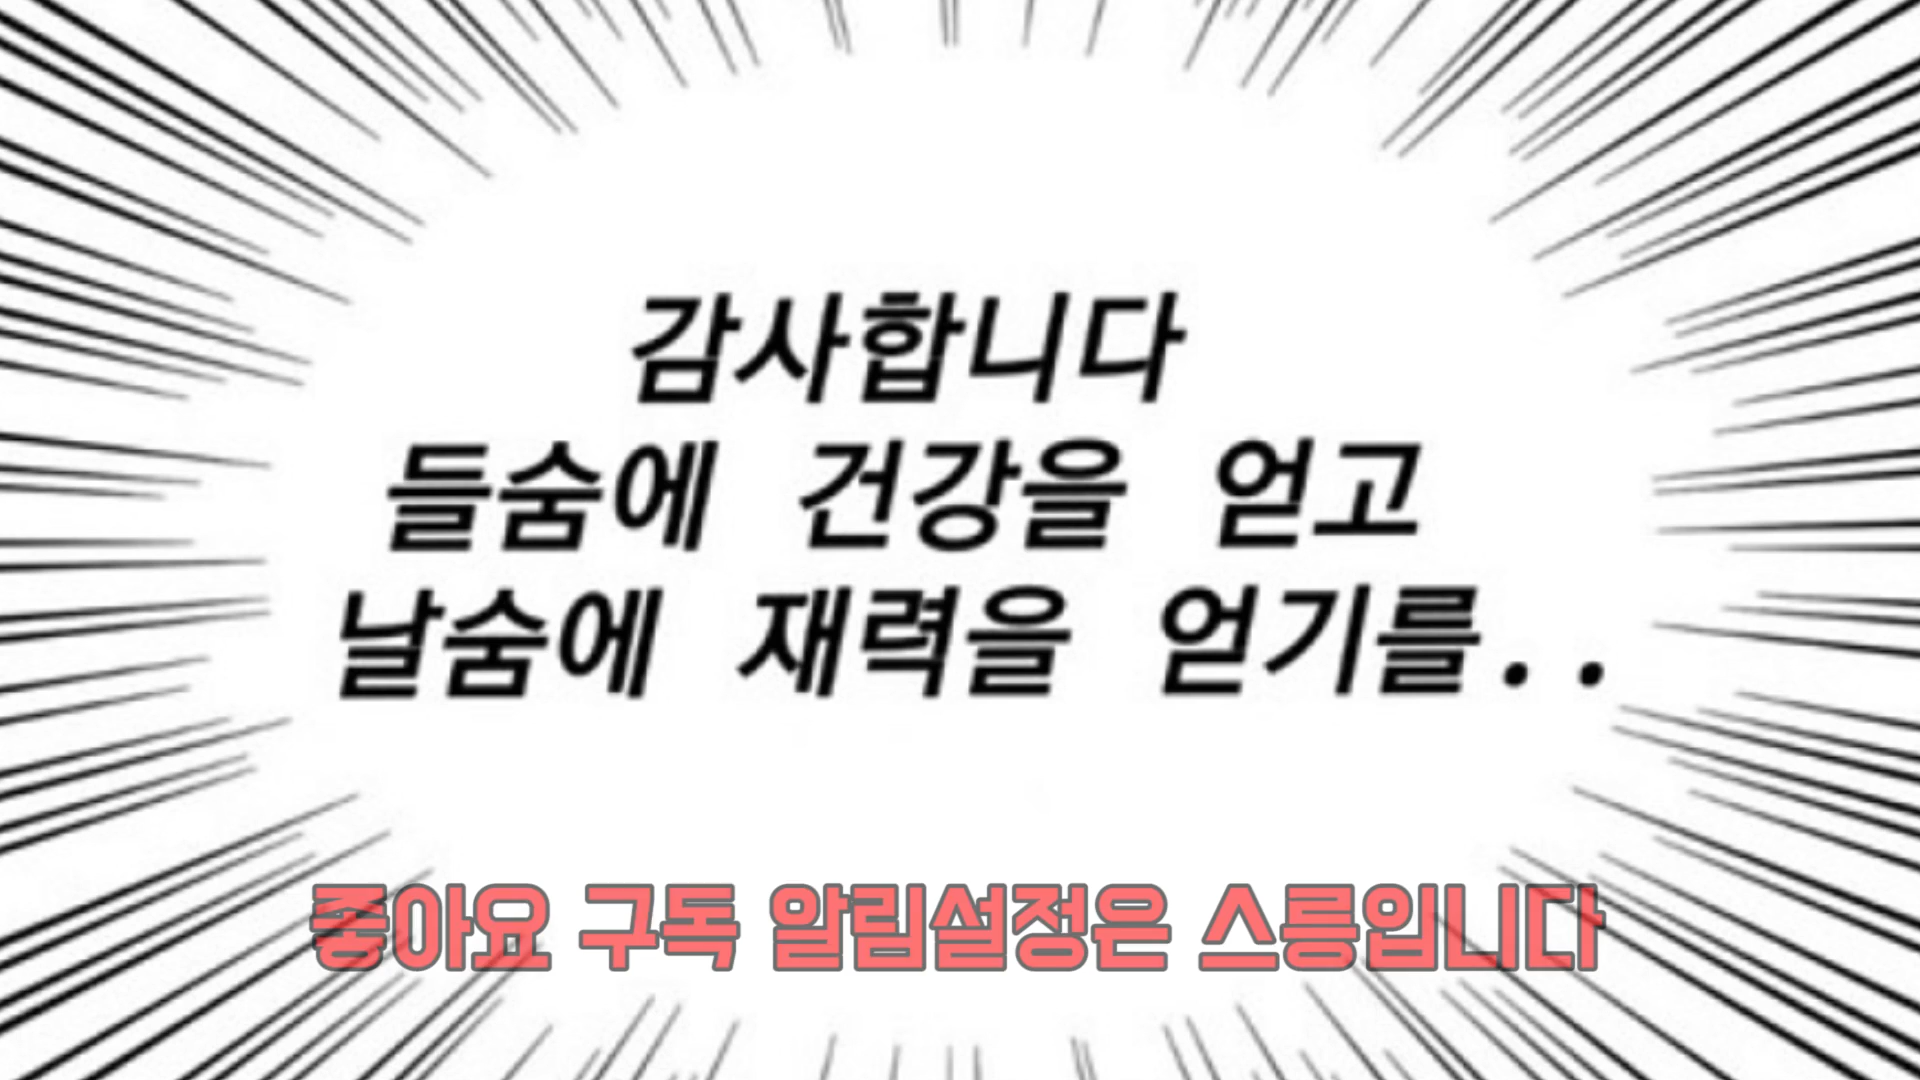 감사합니다
들숨에 건강을 얻고
날숨에 재력을 얻기를..
좋아요 구독 알림설정은 스릉입니다